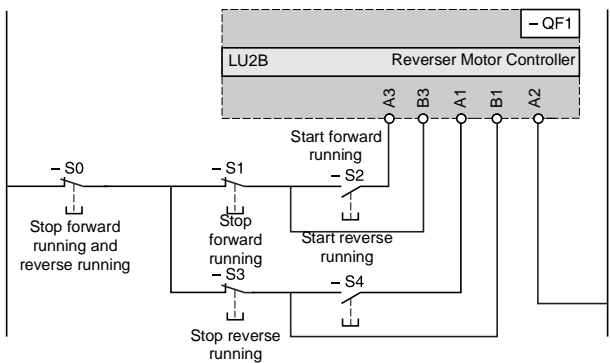 – QF1
LU2B
Reverser Motor Controller
A3
B3
A1
B1
A2
Start forward
running
– S0
– S1
– S2
Stop forward
running and
reverse running
Stop
forward
running
Start reverse
running
– S3
– S4
Stop reverse
running